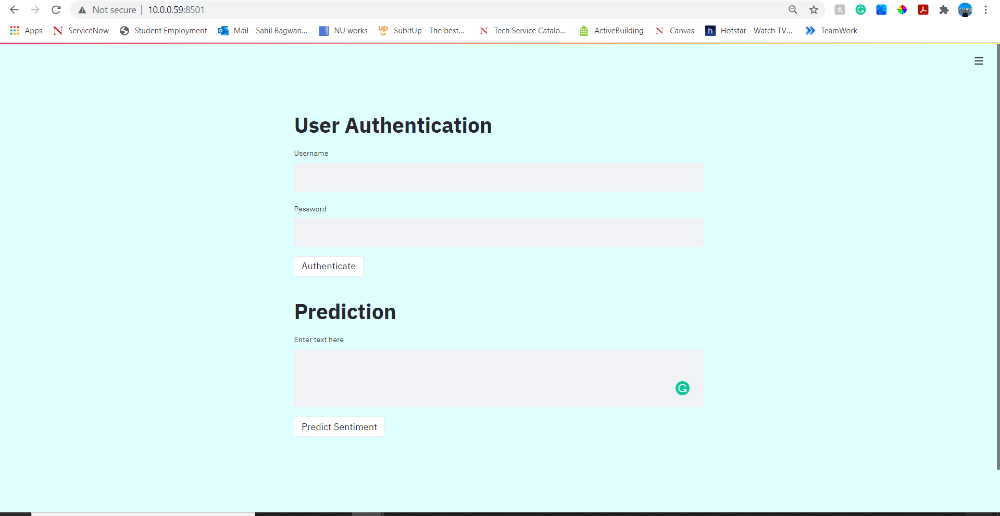 Not secure | 10.0.0.59:8501
Apps ServiceNow Student Employment Mail - Sahil Bagwan... NU works SubItUp - The best... Tech Service Catalo... ActiveBuilding Canvas Hotstar - Watch TV... TeamWork
User Authentication
Username
Password
Authenticate
Prediction
Enter text here
Predict Sentiment